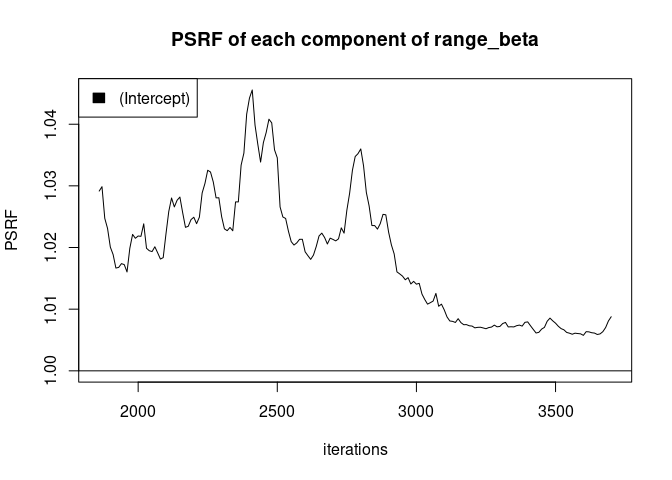 PSRF of each component of range_beta
(Intercept)
PSRF
1.04
1.03
1.02
1.01
1.00
2000 2500 3000 3500
iterations